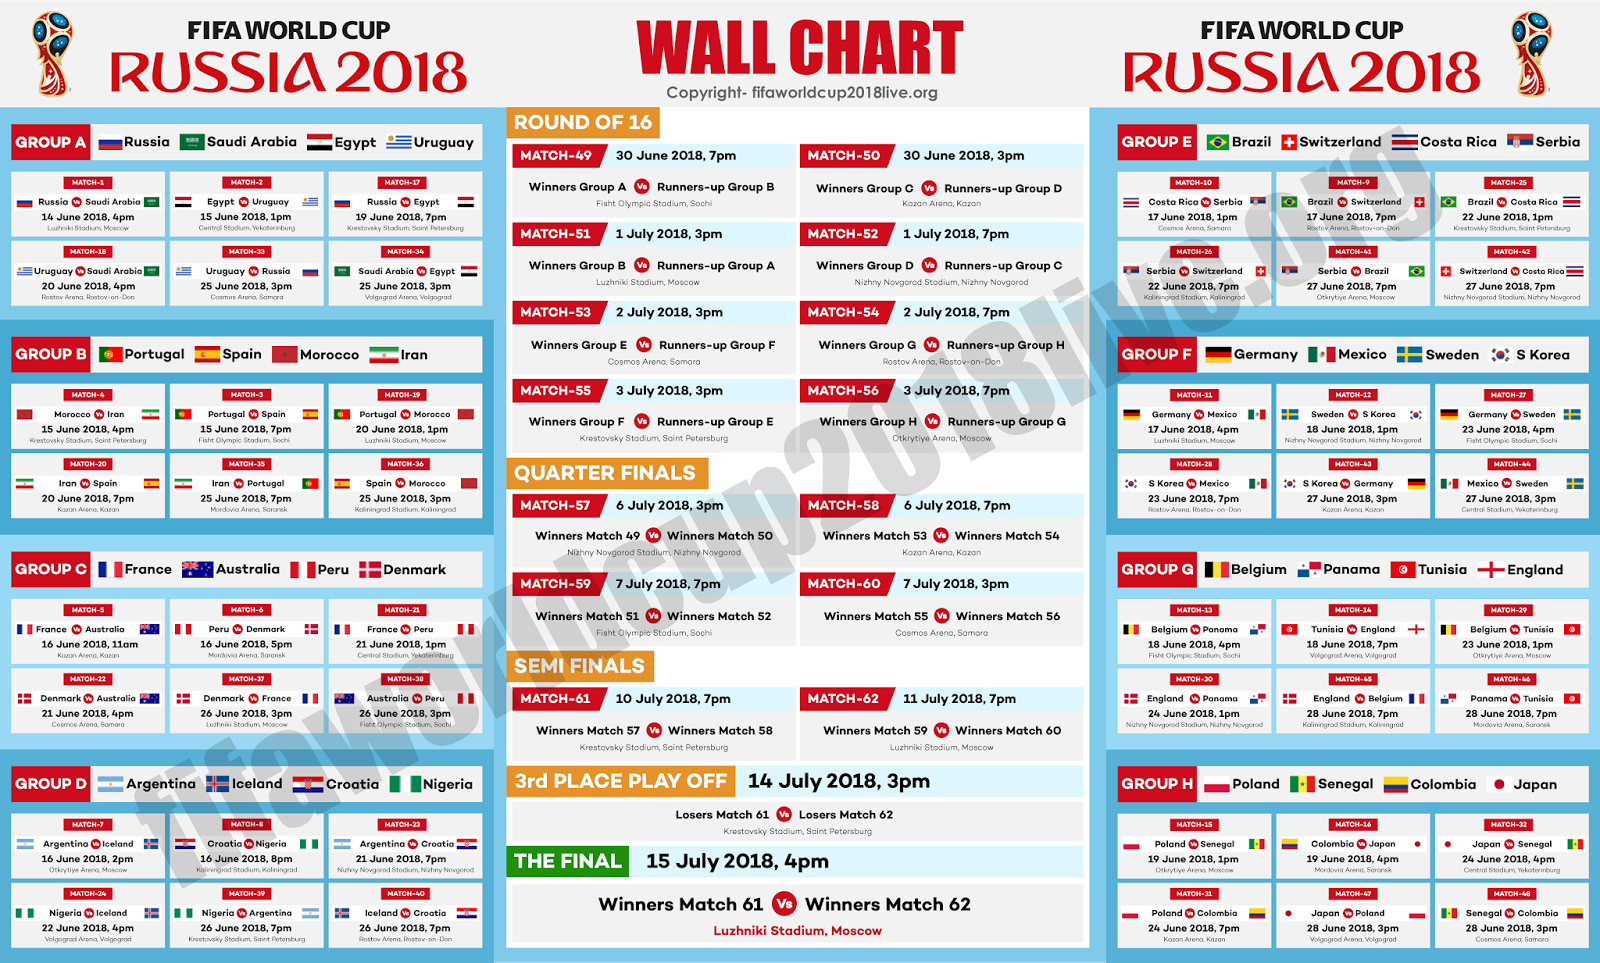 FIFA WORLD CUP
RUSSIA 2018
WALL CHART
Copyright- fifaworldcup2018live.org
FIFA WORLD CUP
RUSSIA 2018
GROUP A Russia Saudi Arabia Egypt Uruguay
MATCH-1
Russia Vs Saudi Arabia
14 June 2018, 4pm
Luzhniki Stadium, Moscow
MATCH-2
Egypt Vs Uruguay
15 June 2018, 1pm
Central Stadium, Yekaterinburg
MATCH-17
Russia Vs Egypt
19 June 2018, 7pm
Krestovsky Stadium, Saint Petersburg
MATCH-18
Uruguay Vs Saudi Arabia
20 June 2018, 4pm
Rostov Arena, Rostov-on-Don
MATCH-33
Uruguay Vs Russia
25 June 2018, 3pm
Cosmos Arena, Samara
MATCH-34
Saudi Arabia Vs Egypt
25 June 2018, 3pm
Volgograd Arena, Volgograd
GROUP B Portugal Spain Morocco Iran
MATCH-4
Morocco Vs Iran
15 June 2018, 4pm
Krestovsky Stadium, Saint Petersburg
MATCH-3
Portugal Vs Spain
15 June 2018, 7pm
Fisht Olympic Stadium, Sochi
MATCH-19
Portugal Vs Morocco
20 June 2018, 1pm
Luzhniki Stadium, Moscow
MATCH-20
Iran Vs Spain
20 June 2018, 7pm
Kazan Arena, Kazan
MATCH-35
Iran Vs Portugal
25 June 2018, 7pm
Mordovia Arena, Saransk
MATCH-36
Spain Vs Morocco
25 June 2018, 3pm
Kaliningrad Stadium, Kaliningrad
GROUP C France Australia Peru Denmark
MATCH-5
France Vs Australia
16 June 2018, 11am
Kazan Arena, Kazan
MATCH-6
Peru Vs Denmark
16 June 2018, 5pm
Mordovia Arena, Saransk
MATCH-21
France Vs Peru
21 June 2018, 1pm
Central Stadium, Yekaterinburg
MATCH-22
Denmark Vs Australia
21 June 2018, 4pm
Cosmos Arena, Samara
MATCH-37
Denmark Vs France
26 June 2018, 3pm
Luzhniki Stadium, Moscow
MATCH-38
Australia Vs Peru
26 June 2018, 3pm
Fisht Olympic Stadium, Sochi
GROUP D Argentina Iceland Croatia Nigeria
MATCH-7
Argentina Vs Iceland
16 June 2018, 2pm
Otkrytiye Arena, Moscow
MATCH-8
Croatia Vs Nigeria
16 June 2018, 8pm
Kaliningrad Stadium, Kaliningrad
MATCH-23
Argentina Vs Croatia
21 June 2018, 7pm
Nizhny Novgorod Stadium, Nizhny Novgorod
MATCH-24
Nigeria Vs Iceland
22 June 2018, 4pm
Volgograd Arena, Volgograd
MATCH-39
Nigeria Vs Argentina
26 June 2018, 7pm
Krestovsky Stadium, Saint Petersburg
MATCH-40
Iceland Vs Croatia
26 June 2018, 7pm
Rostov Arena, Rostov-on-Don
ROUND OF 16
MATCH-49 30 June 2018, 7pm
Winners Group A Vs Runners-up Group B
Fisht Olympic Stadium, Sochi
MATCH-50 30 June 2018, 3pm
Winners Group C Vs Runners-up Group D
Kazan Arena, Kazan
MATCH-51 1 July 2018, 3pm
Winners Group B Vs Runners-up Group A
Luzhniki Stadium, Moscow
MATCH-52 1 July 2018, 7pm
Winners Group D Vs Runners-up Group C
Nizhny Novgorod Stadium, Nizhny Novgorod
MATCH-53 2 July 2018, 3pm
Winners Group E Vs Runners-up Group F
Cosmos Arena, Samara
MATCH-54 2 July 2018, 7pm
Winners Group G Vs Runners-up Group H
Rostov Arena, Rostov-on-Don
MATCH-55 3 July 2018, 3pm
Winners Group F Vs Runners-up Group E
Krestovsky Stadium, Saint Petersburg
MATCH-56 3 July 2018, 7pm
Winners Group H Vs Runners-up Group G
Otkrytiye Arena, Moscow
QUARTER FINALS
MATCH-57 6 July 2018, 3pm
Winners Match 49 Vs Winners Match 50
Nizhny Novgorod Stadium, Nizhny Novgorod
MATCH-58 6 July 2018, 7pm
Winners Match 53 Vs Winners Match 54
Kazan Arena, Kazan
MATCH-59 7 July 2018, 7pm
Winners Match 51 Vs Winners Match 52
Fisht Olympic Stadium, Sochi
MATCH-60 7 July 2018, 3pm
Winners Match 55 Vs Winners Match 56
Cosmos Arena, Samara
SEMI FINALS
MATCH-61 10 July 2018, 7pm
Winners Match 57 Vs Winners Match 58
Krestovsky Stadium, Saint Petersburg
MATCH-62 11 July 2018, 7pm
Winners Match 59 Vs Winners Match 60
Luzhniki Stadium, Moscow
3rd PLACE PLAY OFF 14 July 2018, 3pm
Losers Match 61 Vs Losers Match 62
Krestovsky Stadium, Saint Petersburg
THE FINAL 15 July 2018, 4pm
Winners Match 61 Vs Winners Match 62
Luzhniki Stadium, Moscow
GROUP E Brazil Switzerland Costa Rica Serbia
MATCH-10
Costa Rica Vs Serbia
17 June 2018, 1pm
Cosmos Arena, Samara
MATCH-9
Brazil Vs Switzerland
17 June 2018, 7pm
Rostov Arena, Rostov-on-Don
MATCH-25
Brazil Vs Costa Rica
22 June 2018, 1pm
Krestovsky Stadium, Saint Petersburg
MATCH-26
Serbia Vs Switzerland
22 June 2018, 7pm
Kaliningrad Stadium, Kaliningrad
MATCH-41
Serbia Vs Brazil
27 June 2018, 7pm
Otkrytiye Arena, Moscow
MATCH-42
Switzerland Vs Costa Rica
27 June 2018, 7pm
Nizhny Novgorod Stadium, Nizhny Novgorod
GROUP F Germany Mexico Sweden S Korea
MATCH-11
Germany Vs Mexico
17 June 2018, 4pm
Luzhniki Stadium, Moscow
MATCH-12
Sweden Vs S Korea
18 June 2018, 1pm
Nizhny Novgorod Stadium, Nizhny Novgorod
MATCH-27
Germany Vs Sweden
23 June 2018, 4pm
Fisht Olympic Stadium, Sochi
MATCH-28
S Korea Vs Mexico
23 June 2018, 7pm
Rostov Arena, Rostov-on-Don
MATCH-43
S Korea Vs Germany
27 June 2018, 3pm
Kazan Arena, Kazan
MATCH-44
Mexico Vs Sweden
27 June 2018, 3pm
Central Stadium, Yekaterinburg
GROUP G Belgium Panama Tunisia England
MATCH-13
Belgium Vs Panama
18 June 2018, 4pm
Fisht Olympic Stadium, Sochi
MATCH-14
Tunisia Vs England
18 June 2018, 7pm
Volgograd Arena, Volgograd
MATCH-29
Belgium Vs Tunisia
23 June 2018, 1pm
Otkrytiye Arena, Moscow
MATCH-30
England Vs Panama
24 June 2018, 1pm
Nizhny Novgorod Stadium, Nizhny Novgorod
MATCH-45
England Vs Belgium
28 June 2018, 7pm
Kaliningrad Stadium, Kaliningrad
MATCH-46
Panama Vs Tunisia
28 June 2018, 7pm
Mordovia Arena, Saransk
GROUP H Poland Senegal Colombia Japan
MATCH-15
Poland Vs Senegal
19 June 2018, 1pm
Otkrytiye Arena, Moscow
MATCH-16
Colombia Vs Japan
19 June 2018, 4pm
Mordovia Arena, Saransk
MATCH-32
Japan Vs Senegal
24 June 2018, 4pm
Central Stadium, Yekaterinburg
MATCH-31
Poland Vs Colombia
24 June 2018, 7pm
Kazan Arena, Kazan
MATCH-47
Japan Vs Poland
28 June 2018, 3pm
Volgograd Arena, Volgograd
MATCH-48
Senegal Vs Colombia
28 June 2018, 3pm
Cosmos Arena, Samara
fifaworldcup2018live.org